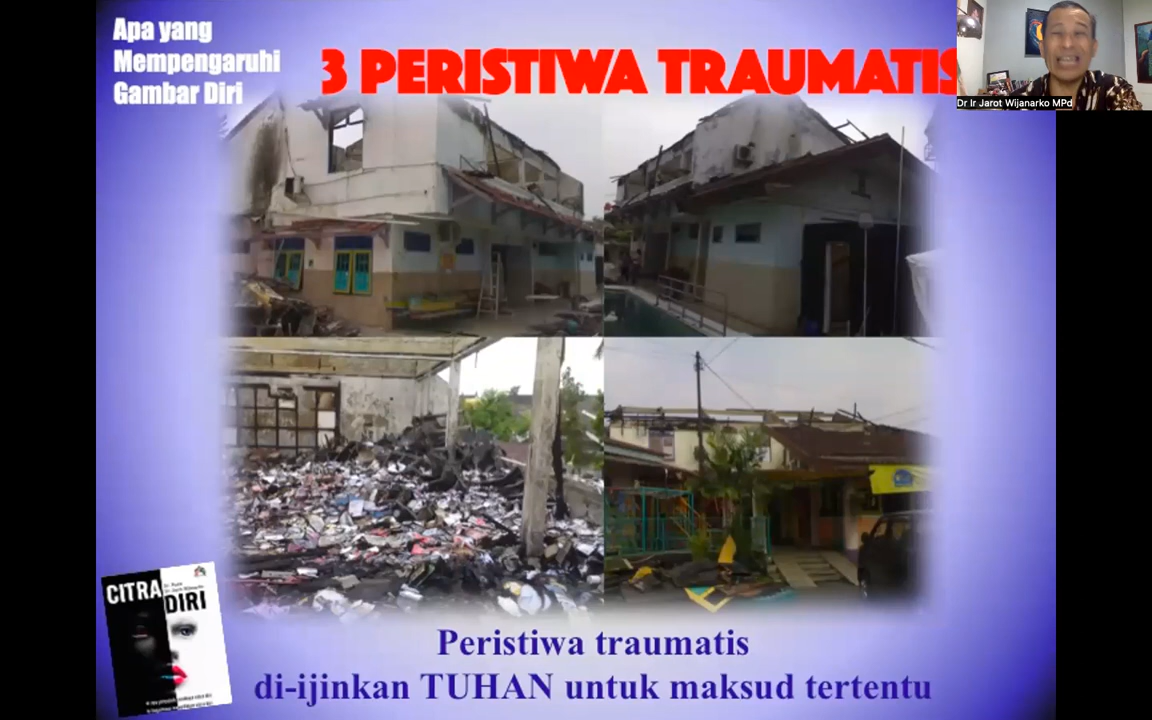 Apa yang
Mempengaruhi
Gambar Diri
3 PERISTIWA TRAUMATIS
Dr Ir Jarot Wijanarko MPd
CITRA
DIRI
Peristiwa traumatis
di-ijinkan TUHAN untuk maksud tertentu